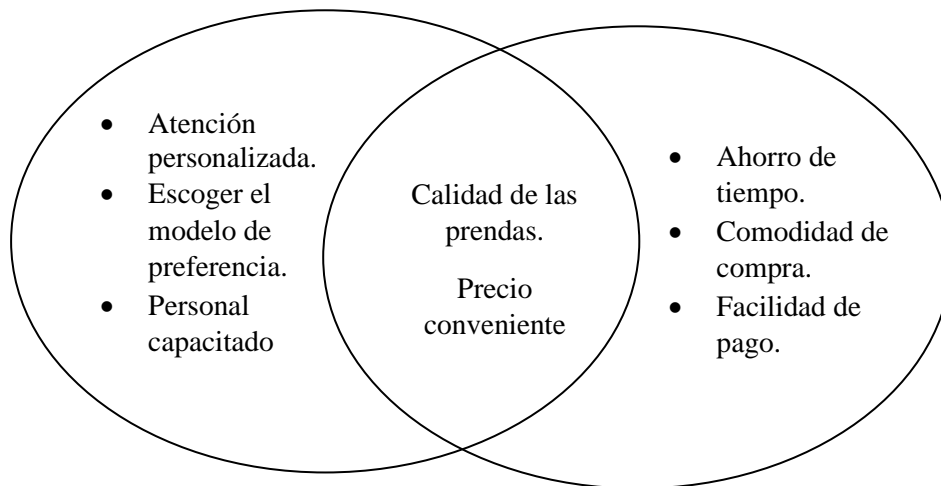 • Atención
personalizada.
• Escoger el
modelo de
preferencia.
• Personal
capacitado
Calidad de las
prendas.
Precio
conveniente
• Ahorro de
tiempo.
• Comodidad de
compra.
• Facilidad de
pago.